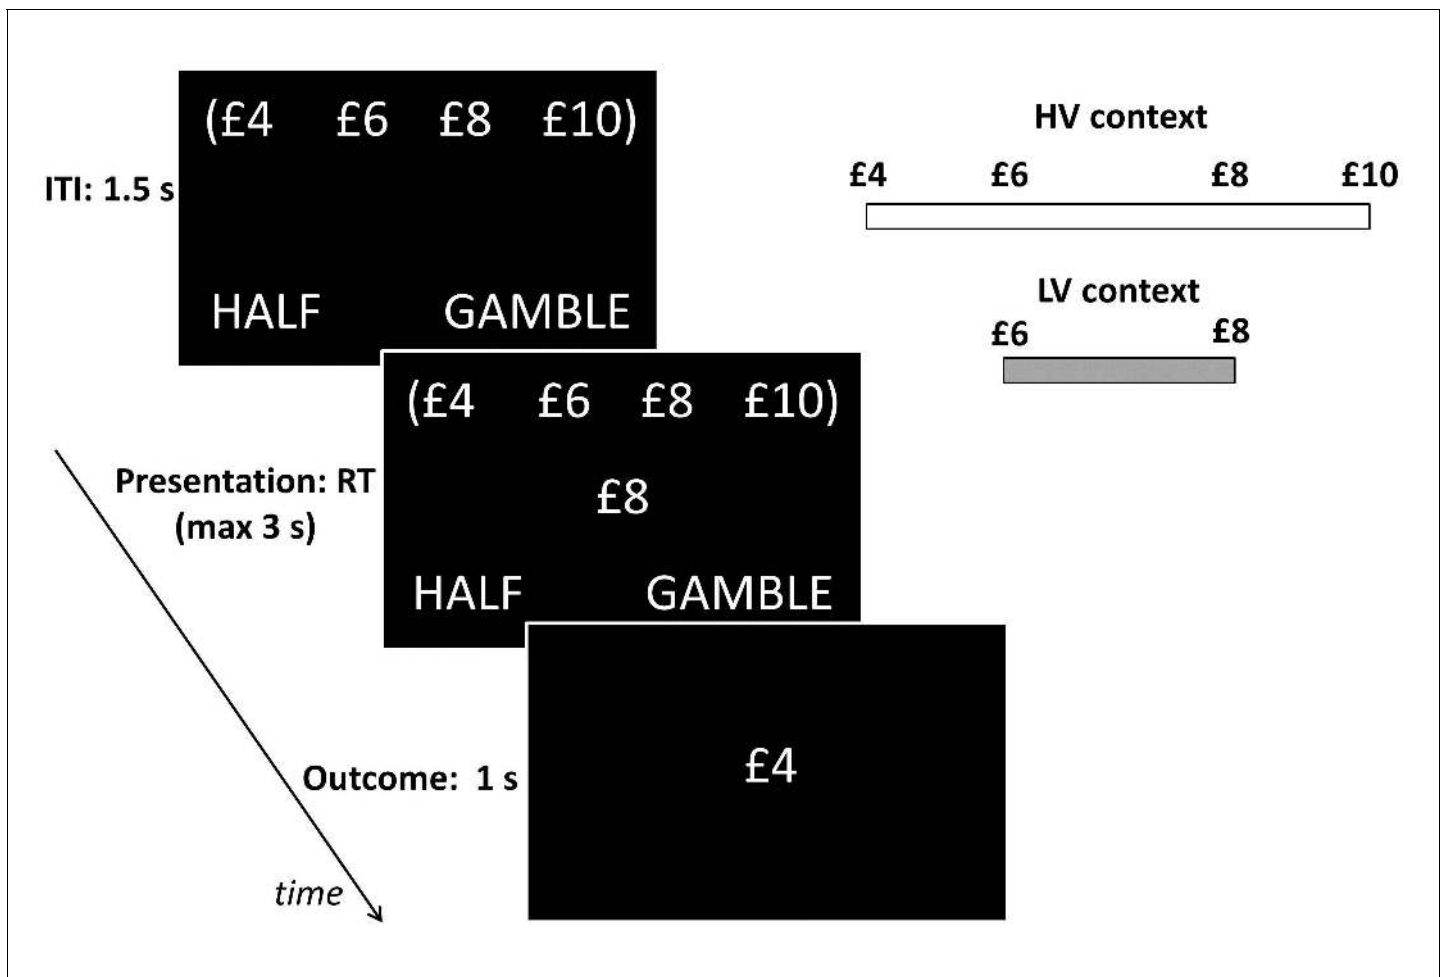 (£4 £6 £8 £10)
ITI: 1.5 s
HALF GAMBLE
(£4 £6 £8 £10)
£8
Presentation: RT
(max 3 s)
HALF GAMBLE
£4
Outcome: 1 s
time
HV context
£4 £6 £8 £10
LV context
£6 £8